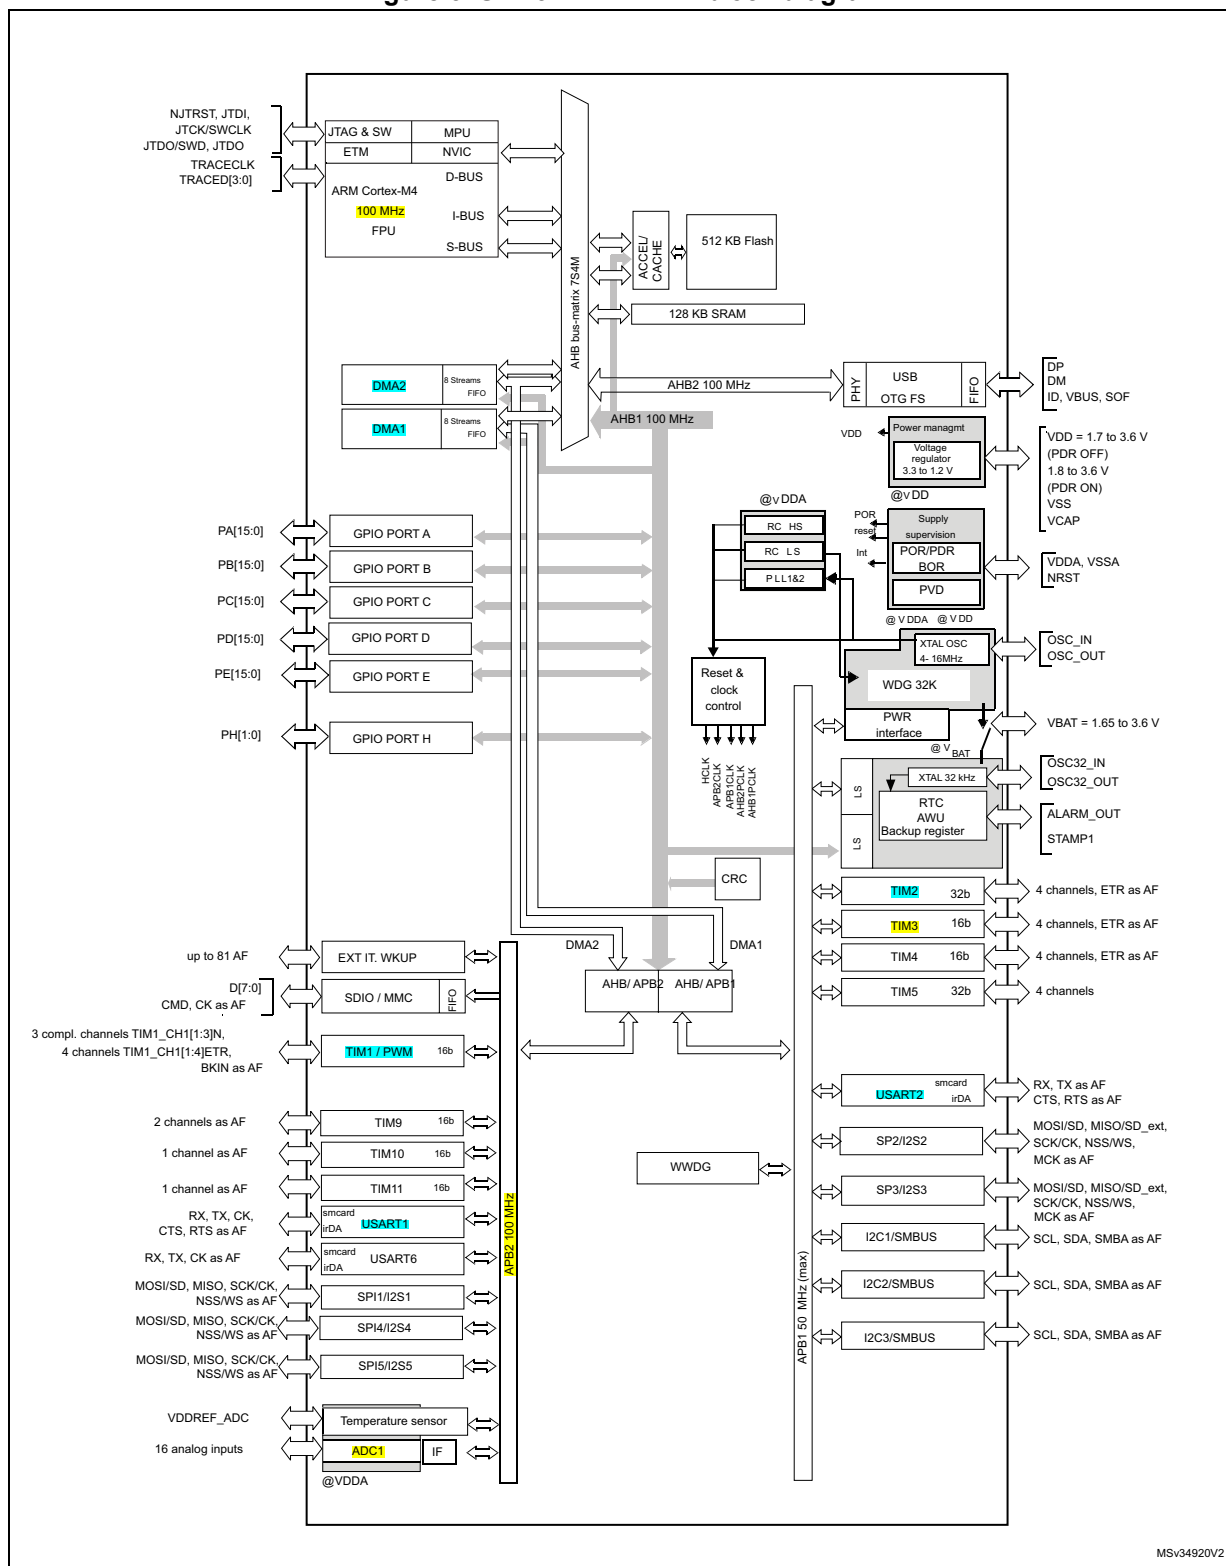 NJTRST, JTDI,
JTCK/SWCLK
JTDO/SWD, JTDO
TRACECLK
TRACED[3:0]
JTAG & SW
MPU
ETM
NVIC
D-BUS
ARM Cortex-M4
100 MHz
FPU
I-BUS
S-BUS
AHB bus-matrix 7S4M
ACCEL/
CACHE
512 KB Flash
128 KB SRAM
DMA2
8 Streams
FIFO
DMA1
8 Streams
FIFO
AHB2 100 MHz
AHB1 100 MHz
PHY
USB
OTG FS
FIFO
DP
DM
ID, VBUS, SOF
Power managmt
VDD
Voltage
regulator
3.3 to 1.2 V
@VDD
VDD = 1.7 to 3.6 V
(PDR OFF)
1.8 to 3.6 V
(PDR ON)
VSS
VCAP
@VDDA
RC HS
RC LS
PLL1&2
POR
reset
Int
Supply
supervision
POR/PDR
BOR
PVD
VDDA, VSSA
NRST
@VDDA @VDD
XTAL OSC
4- 16MHz
OSC_IN
OSC_OUT
WDG 32K
PWR
interface
VBAT = 1.65 to 3.6 V
@VBAT
Reset &
clock
control
HCLK
APB2CLK
APB1CLK
AHB2PCLK
AHB1PCLK
LS
LS
XTAL 32 kHz
RTC
AWU
Backup register
OSC32_IN
OSC32_OUT
ALARM_OUT
STAMP1
PA[15:0]
GPIO PORT A
PB[15:0]
GPIO PORT B
PC[15:0]
GPIO PORT C
PD[15:0]
GPIO PORT D
PE[15:0]
GPIO PORT E
PH[1:0]
GPIO PORT H
CRC
DMA2
DMA1
AHB/ APB2
AHB/ APB1
up to 81 AF
EXT IT. WKUP
D[7:0]
CMD, CK as AF
SDIO / MMC
FIFO
3 compl. channels TIM1_CH1[1:3]N,
4 channels TIM1_CH1[1:4]ETR,
BKIN as AF
TIM1 / PWM
16b
2 channels as AF
TIM9
16b
1 channel as AF
TIM10
16b
1 channel as AF
TIM11
16b
RX, TX, CK,
CTS, RTS as AF
smcard
irDA
USART1
RX, TX, CK as AF
smcard
irDA
USART6
MOSI/SD, MISO, SCK/CK,
NSS/WS as AF
SPI1/I2S1
MOSI/SD, MISO, SCK/CK,
NSS/WS as AF
SPI4/I2S4
MOSI/SD, MISO, SCK/CK,
NSS/WS as AF
SPI5/I2S5
VDDREF_ADC
Temperature sensor
16 analog inputs
ADC1
IF
@VDDA
APB2 100 MHz
WWDG
APB1 50 MHz (max)
TIM2
32b
4 channels, ETR as AF
TIM3
16b
4 channels, ETR as AF
TIM4
16b
4 channels, ETR as AF
TIM5
32b
4 channels
USART2
smcard
irDA
RX, TX as AF
CTS, RTS as AF
SP2/I2S2
MOSI/SD, MISO/SD_ext,
SCK/CK, NSS/WS,
MCK as AF
SP3/I2S3
MOSI/SD, MISO/SD_ext,
SCK/CK, NSS/WS,
MCK as AF
I2C1/SMBUS
SCL, SDA, SMBA as AF
I2C2/SMBUS
SCL, SDA, SMBA as AF
I2C3/SMBUS
SCL, SDA, SMBA as AF
MSv34920V2